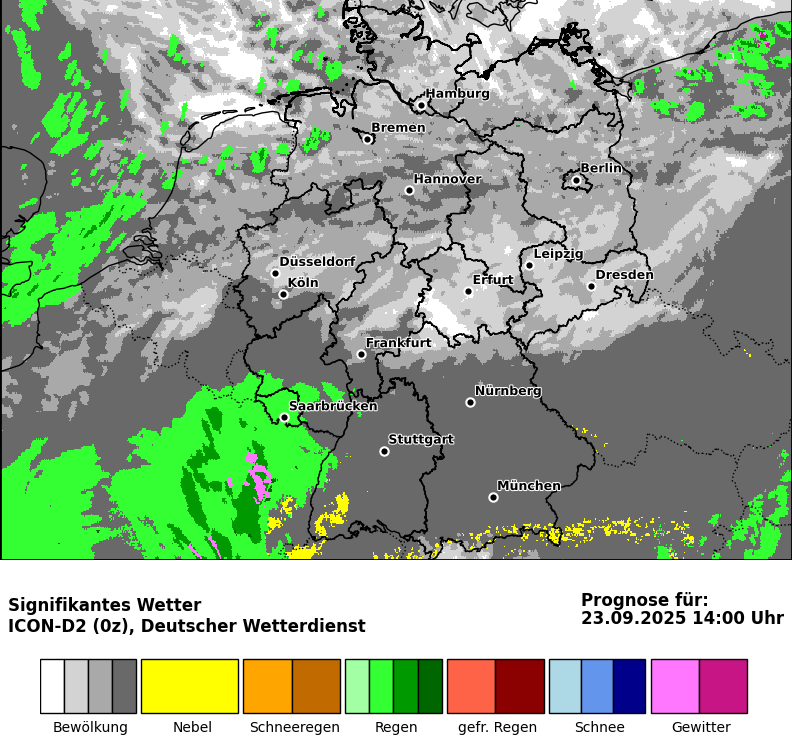 Hamburg
Bremen
Berlin
Hannover
Leipzig
Düsseldorf
Dresden
Erfurt
Köln
Frankfurt
Nürnberg
Saarbrücken
Stuttgart
München
Signifikantes Wetter
ICON-D2 (0z), Deutscher Wetterdienst
Prognose für:
23.09.2025 14:00 Uhr
Bewölkung
Nebel
Schneeregen
Regen
gefr. Regen
Schnee
Gewitter